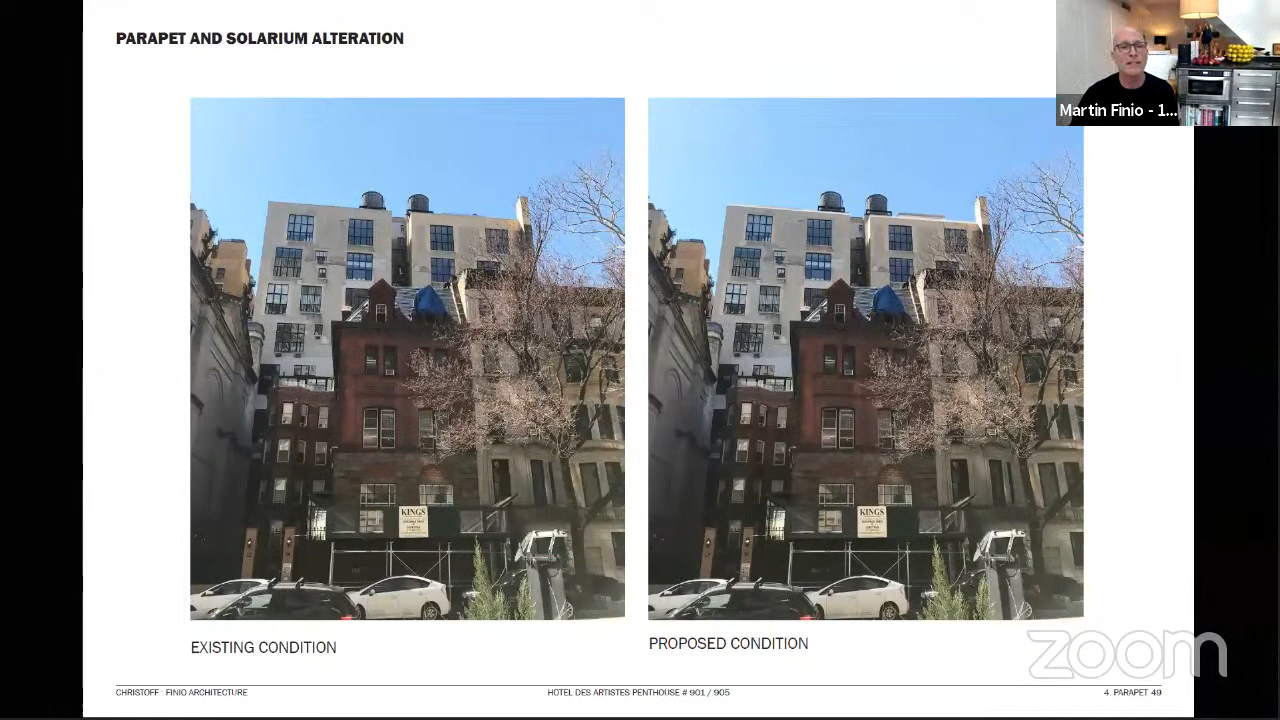 PARAPET AND SOLARIUM ALTERATION
Martin Finio - 1...
KINGS
KINGS
EXISTING CONDITION
PROPOSED CONDITION
zoom
CHRISTOFF : FINIO ARCHITECTURE
HOTEL DES ARTISTES PENTHOUSE # 901 / 905
4. PARAPET 49